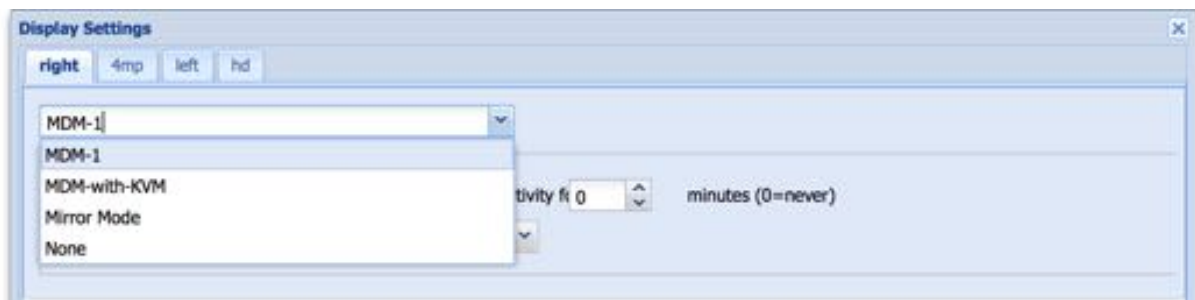 Display Settings
right 4mp left hd
MDM-1
MDM-1
MDM-with-KVM
tivity f 0 minutes (0=never)
Mirror Mode
None